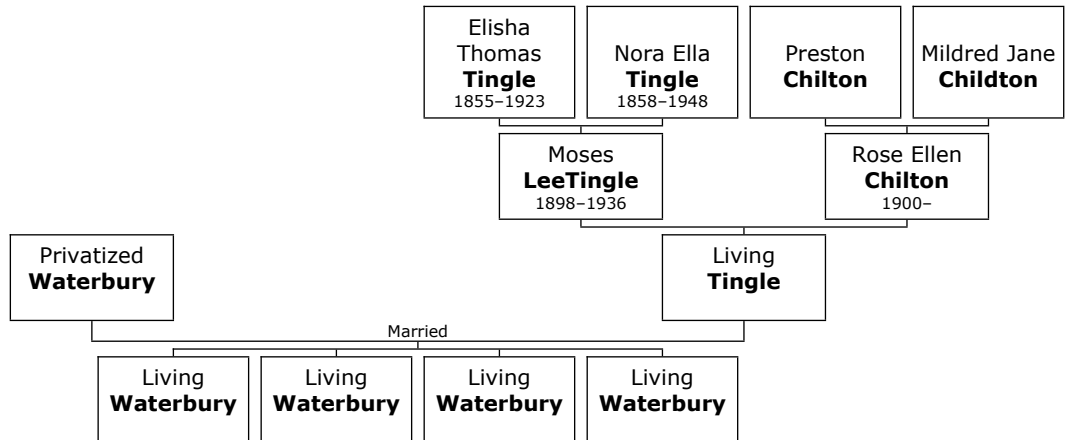 Elisha
Thomas
Tingle
1855–1923
Nora Ella
Tingle
1858–1948
Preston
Chilton
Mildred Jane
Childton
Moses
LeeTingle
1898–1936
Rose Ellen
Chilton
1900–
Privatized
Waterbury
Living
Tingle
Married
Living
Waterbury
Living
Waterbury
Living
Waterbury
Living
Waterbury